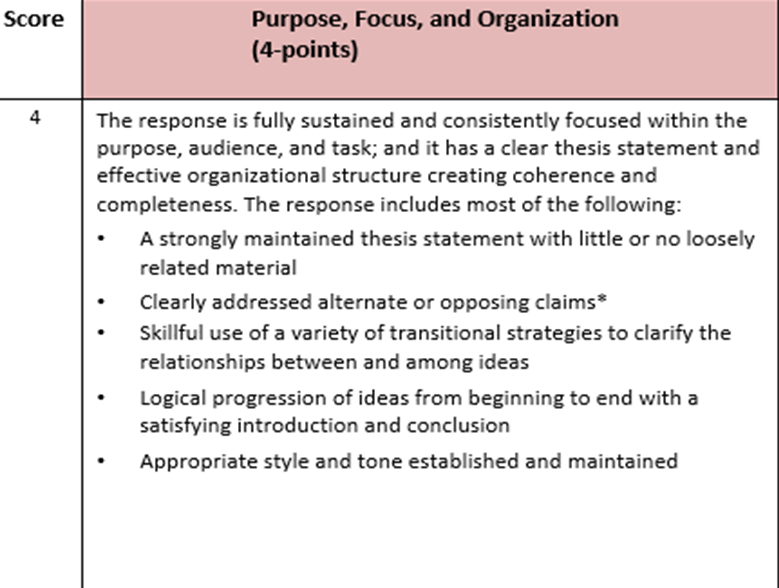 Score
Purpose, Focus, and Organization
(4-points)
4
The response is fully sustained and consistently focused within the
purpose, audience, and task; and it has a clear thesis statement and
effective organizational structure creating coherence and
completeness. The response includes most of the following:
• A strongly maintained thesis statement with little or no loosely
related material
• Clearly addressed alternate or opposing claims*
• Skillful use of a variety of transitional strategies to clarify the
relationships between and among ideas
• Logical progression of ideas from beginning to end with a
satisfying introduction and conclusion
• Appropriate style and tone established and maintained